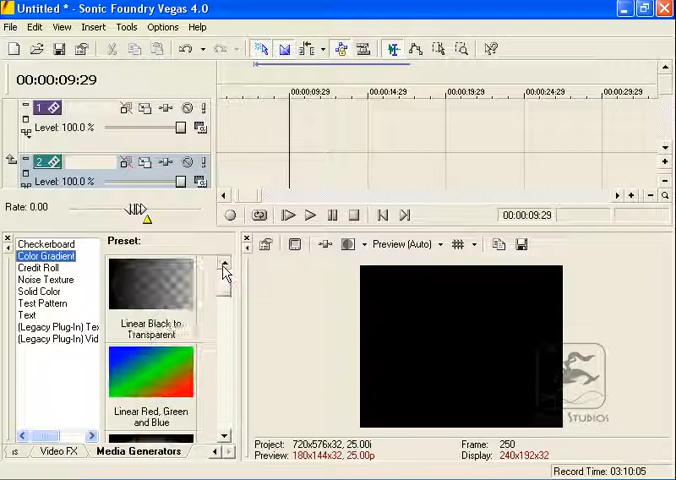 Untitled * - Sonic Foundry Vegas 4.0
File Edit View Insert Tools Options Help
00:00:09:29
00:00:09:29 00:00:14:29 00:00:19:29 00:00:24:29 00:00:29:29
1
Level: 100.0 %
2
Level: 100.0 %
Rate: 0.00
00:00:09:29
Checkerboard
Color Gradient
Credit Roll
Noise Texture
Solid Color
Test Pattern
Text
(Legacy Plug-In) Tex
(Legacy Plug-In) Vid
Preset:
Linear Black to
Transparent
Linear Red, Green
and Blue
Preview (Auto)
Studios
Project: 720x576x32, 25.00i
Preview: 180x144x32, 25.00p
Frame: 250
Display: 240x192x32
Video FX Media Generators
Record Time: 03:10:05